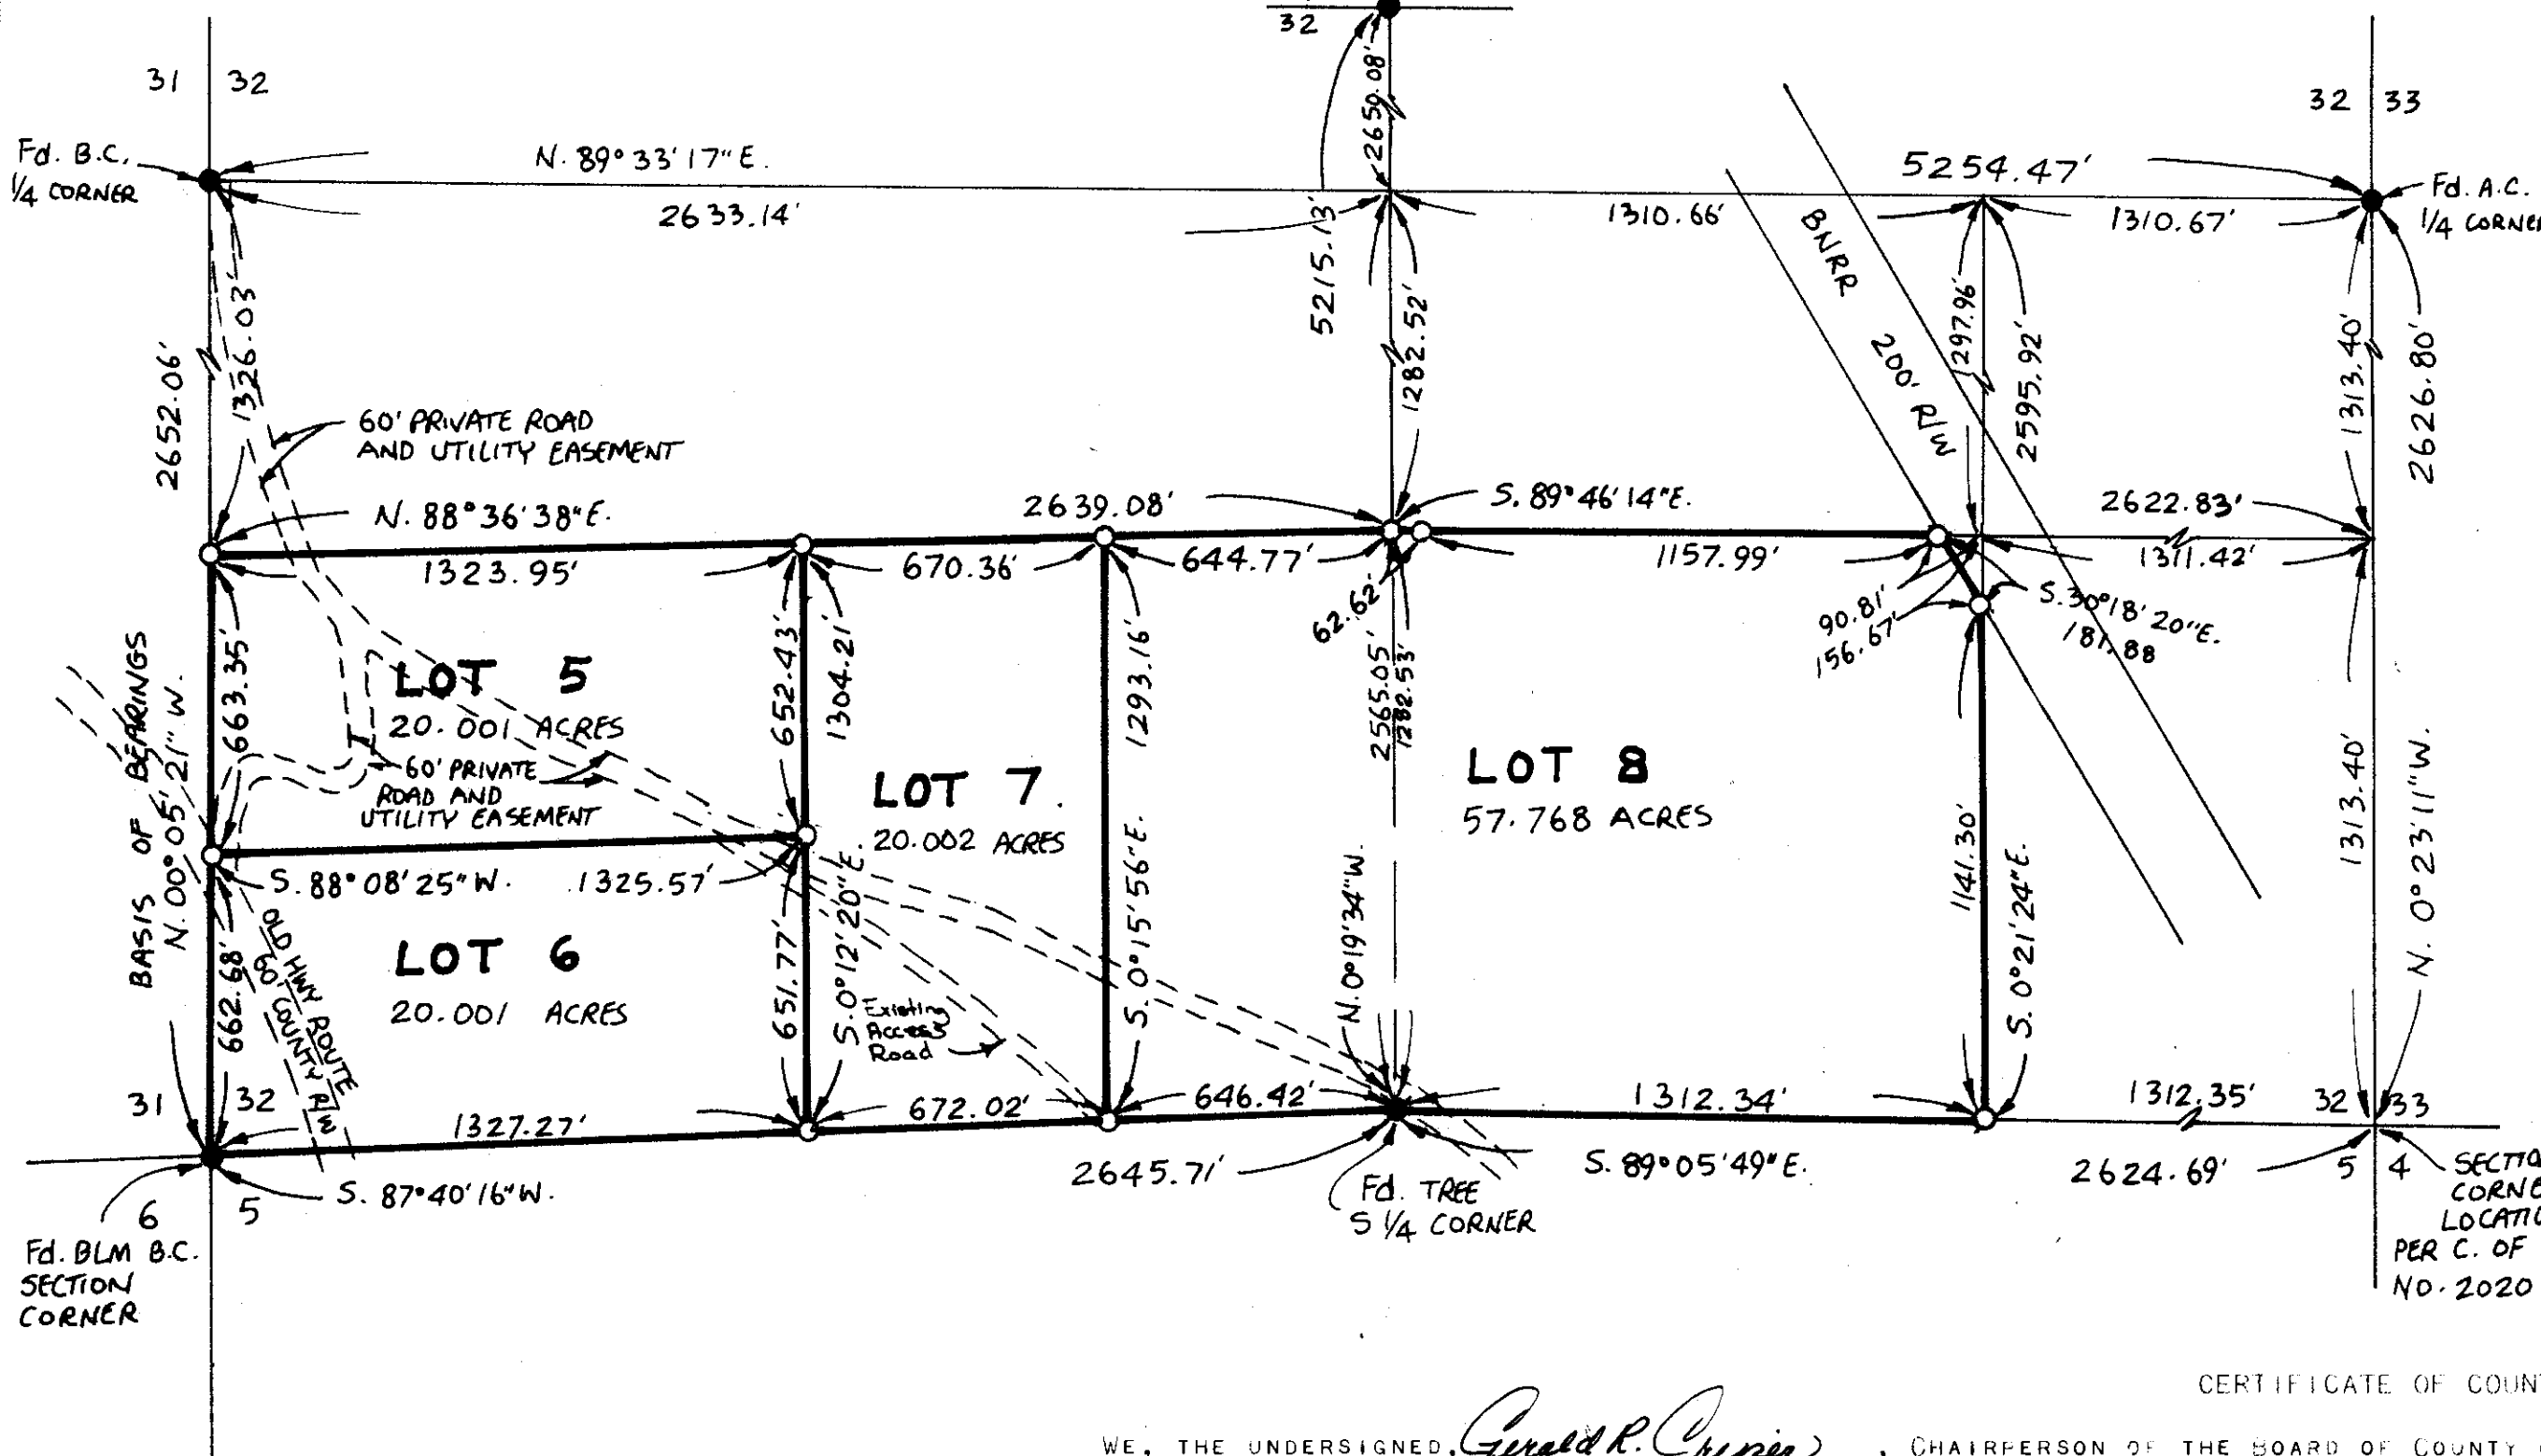 32
31 32
32 33
2650.08'
Fd. B.C.
1/4 CORNER
N. 89° 33' 17" E.
5254.47'
Fd. A.C.
2633.14'
1310.66'
1310.67'
5215.13'
1282.52'
BNRR
200' R/W
2595.92'
1313.40'
2626.80'
2652.06'
1326.03'
60' PRIVATE ROAD
AND UTILITY EASEMENT
N. 88° 36' 38" E.
2639.08'
S. 89° 46' 14" E.
2622.83'
1323.95'
670.36'
644.77'
1157.99'
1311.42'
62.62'
90.81'
156.67'
S. 30° 18' 20" E.
181.88
BASIS OF BEARINGS
N. 00° 05' 21" W.
663.35'
LOT 5
20.001 ACRES
60' PRIVATE
ROAD AND
UTILITY EASEMENT
652.43'
1304.21'
LOT 7
20.002 ACRES
1293.16'
S. 0° 15' 56" E.
2565.05'
1282.53'
LOT 8
57.768 ACRES
1141.30'
S. 0° 21' 24" E.
1313.40'
N. 0° 23' 11" W.
S. 88° 08' 25" W.
1325.57'
662.68'
OLD HWY ROUTE
60' COUNTY R/W
LOT 6
20.001 ACRES
651.77'
S. 0° 12' 20" E.
Existing
Access
Road
N. 0° 19' 34" W.
31 32
1327.27'
672.02'
646.42'
1312.34'
1312.35'
32 33
6 5
S. 87° 40' 16" W.
2645.71'
Fd. TREE
S 1/4 CORNER
S. 89° 05' 49" E.
2624.69'
5 4
PER C. OF
NO. 2020
Fd. BLM B.C.
SECTION
CORNER
CERTIFICATE OF
WE, THE UNDERSIGNED, Gerald R. , CHAIRPERSON OF THE BOARD OF COUNTY